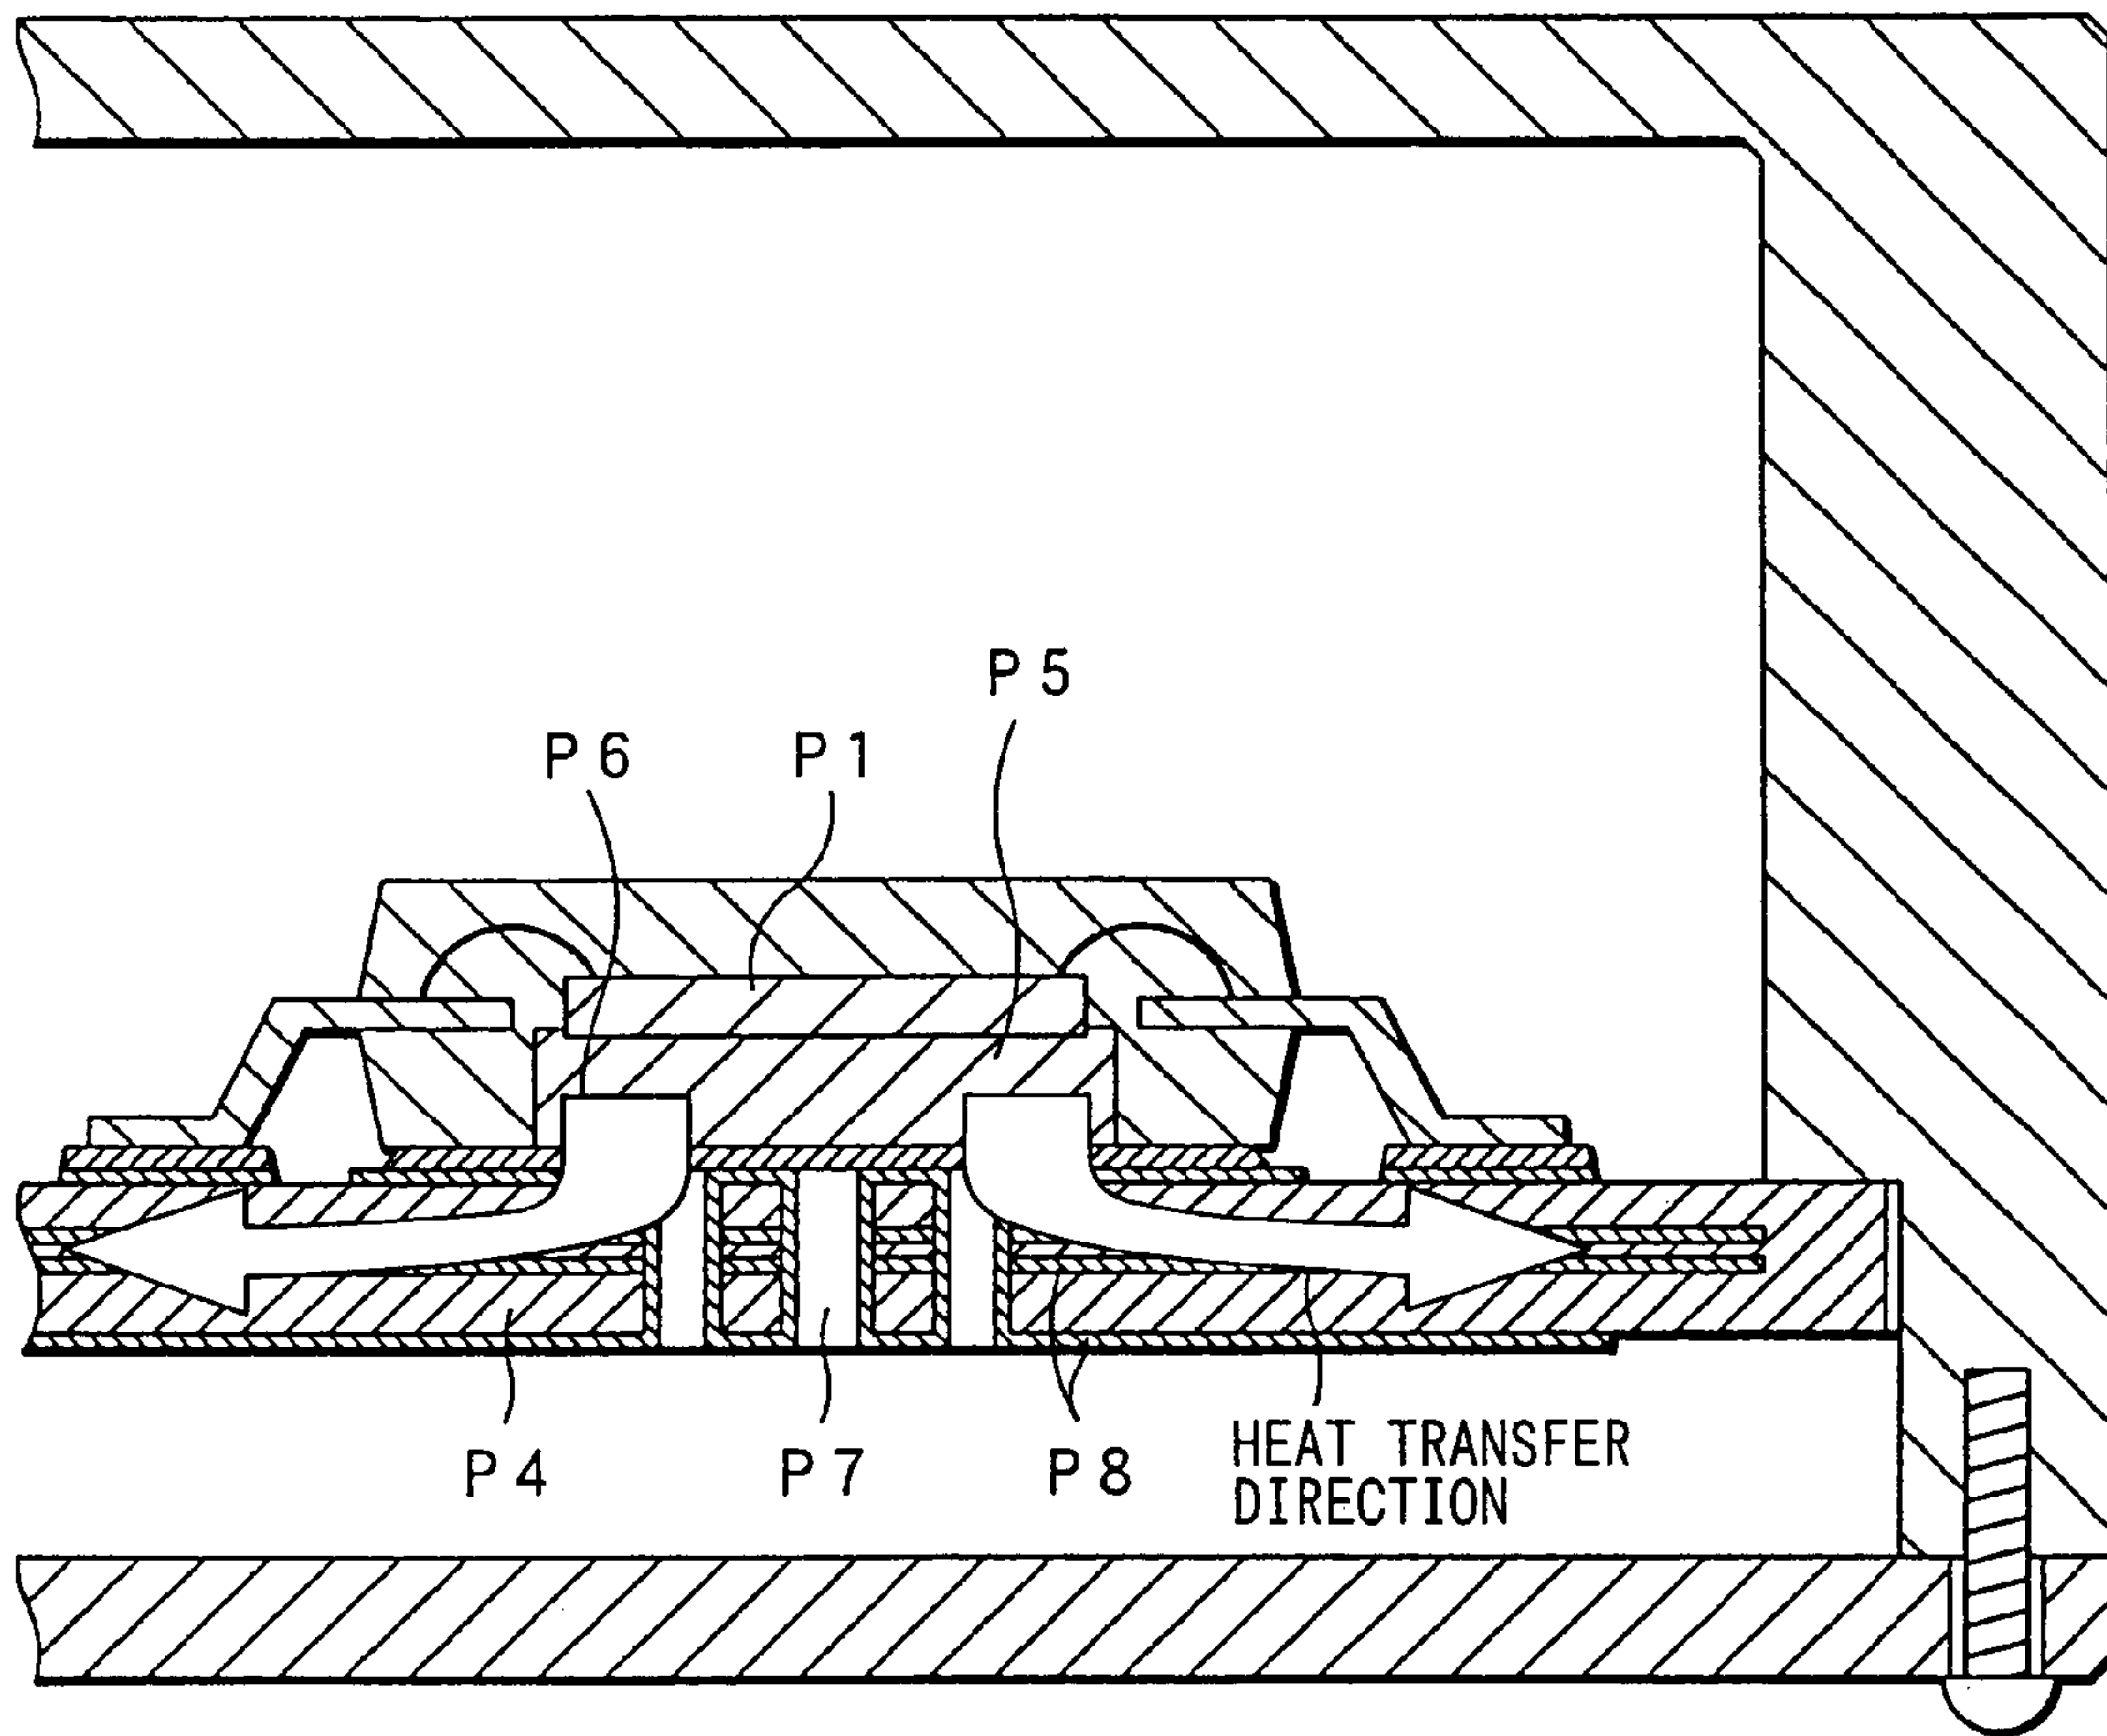 P5
P6
P1
P4
P7
P8
HEAT TRANSFER
DIRECTION